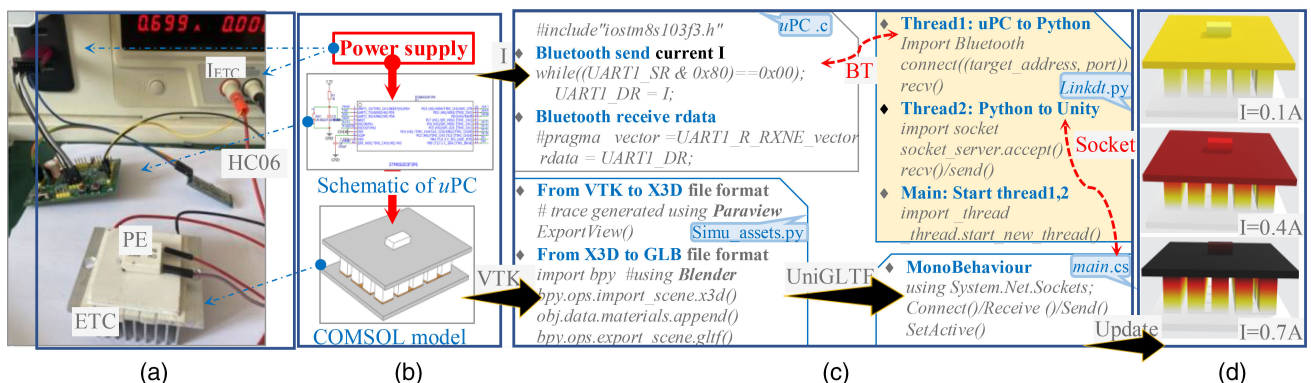 0.699 A
0.00
I_ETC
HC06
PE
ETC
(a)
Power supply
STM8S003F3P6
Schematic of uPC
COMSOL model
(b)
I
VTK
#include"iostm8s103f3.h"
uPC .c
◆ Bluetooth send current I
while((UART1_SR & 0x80)==0x00);
UART1_DR = I;
◆ Bluetooth receive rdata
#pragma vector =UART1_R_RXNE_vector
rdata = UART1_DR;
BT
◆ From VTK to X3D file format
# trace generated using Paraview
ExportView()
Simu_assets.py
◆ From X3D to GLB file format
import bpy #using Blender
bpy.ops.import_scene.x3d()
obj.data.materials.append()
bpy.ops.export_scene.gltf()
UniGLTF
◆ Thread1: uPC to Python
Import Bluetooth
connect((target_address, port))
recv()
Linkdt.py
◆ Thread2: Python to Unity
import socket
socket_server.accept()
recv()/send()
Socket
◆ Main: Start thread1,2
import _thread
_thread.start_new_thread()
main.cs
◆ MonoBehaviour
using System.Net.Sockets;
Connect()/Receive ()/Send()
SetActive()
Update
(c)
I=0.1A
I=0.4A
I=0.7A
(d)